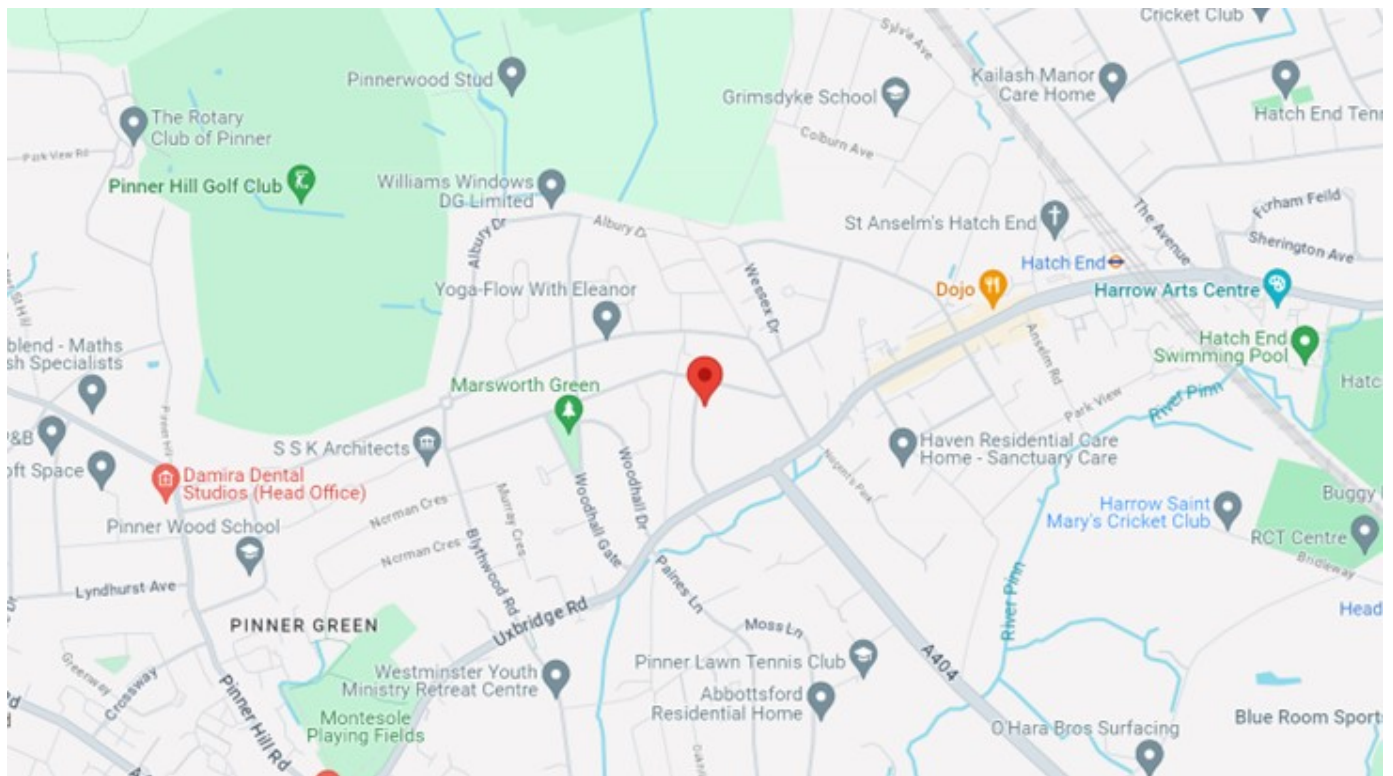 Cricket Club
Sylvia Ave
Pinnerwood Stud
Kailash Manor
Care Home
Grimsdyke School
Hatch End Ten
The Rotary
Club of Pinner
Colburn Ave
Park View Rd
Pinner Hill Golf Club
Williams Windows
DG Limited
Albury Dr
Albury D
St Anselm's Hatch End
The Avenue
Sherington Ave
Hatch End
Wessex Dr
Yoga-Flow With Eleanor
Dojo
Harrow Arts Centre
Hatch End
Swimming Pool
blend - Maths
sh Specialists
Marsworth Green
Anselm Rd
Hatc
Park View
River Pinn
P&B
oft Space
S S K Architects
Haven Residential Care
Home - Sanctuary Care
Damira Dental
Studios (Head Office)
Woodhall Dr
Woodhall Gate
Murray Cres
Norman Cres
Norman Cres
Blythwood Rd
Harrow Saint
Mary's Cricket Club
Buggy
RCT Centre
Bridleway
Pinner Wood School
Lyndhurst Ave
Paines Ln
River Pinn
Head
PINNER GREEN
Uxbridge Rd
Moss Ln
A404
Greenway
Crossway
Pinner Hill Rd
Westminster Youth
Ministry Retreat Centre
Pinner Lawn Tennis Club
Abbottsford
Residential Home
Montesole
Playing Fields
O'Hara Bros Surfacing
Blue Room Sport